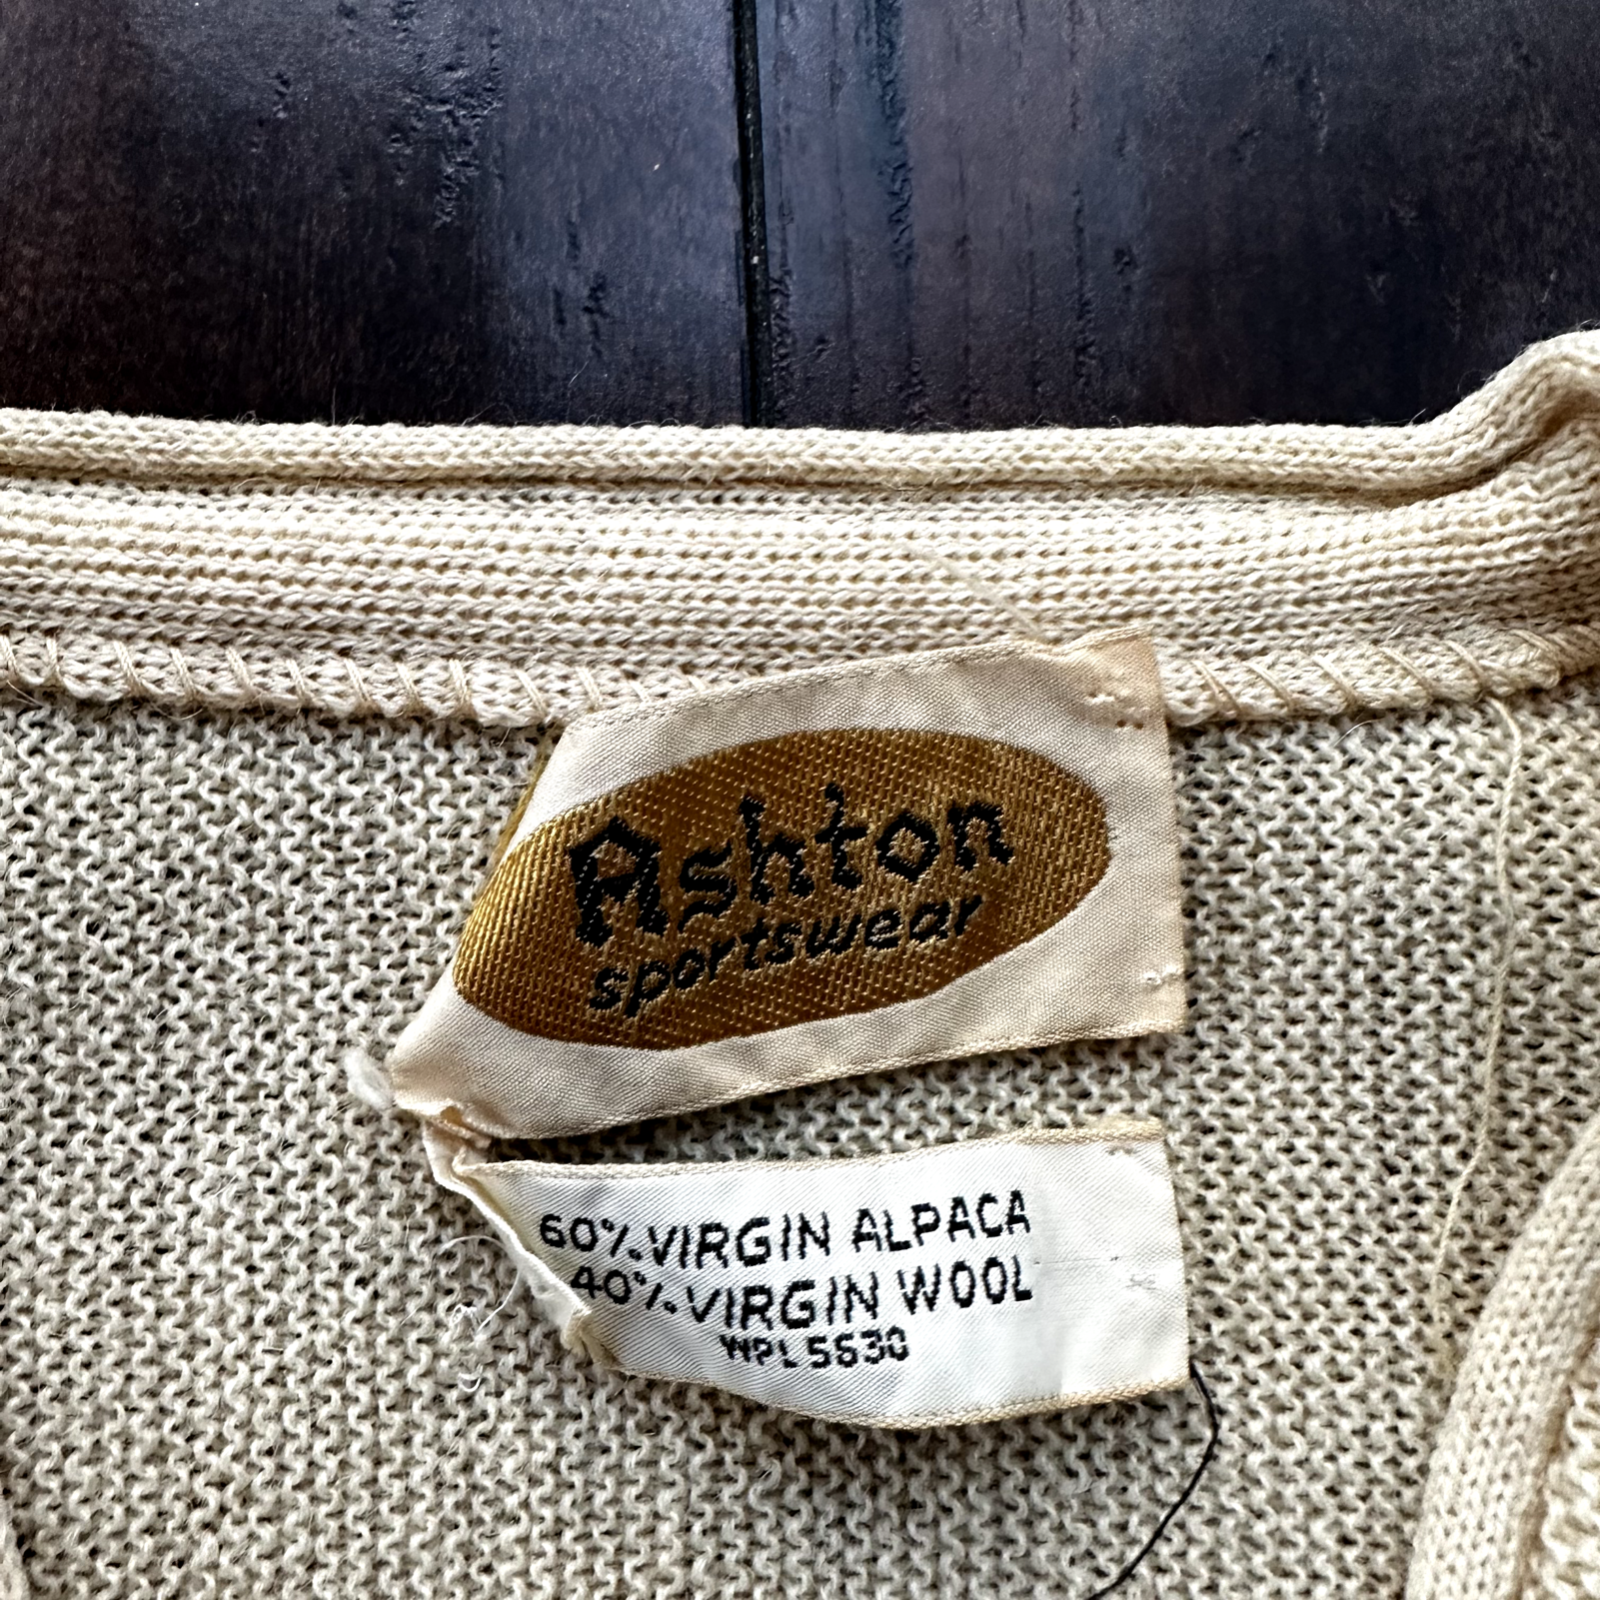 Ashton
sportswear
60% VIRGIN ALPACA
40% VIRGIN WOOL
WPL 5630